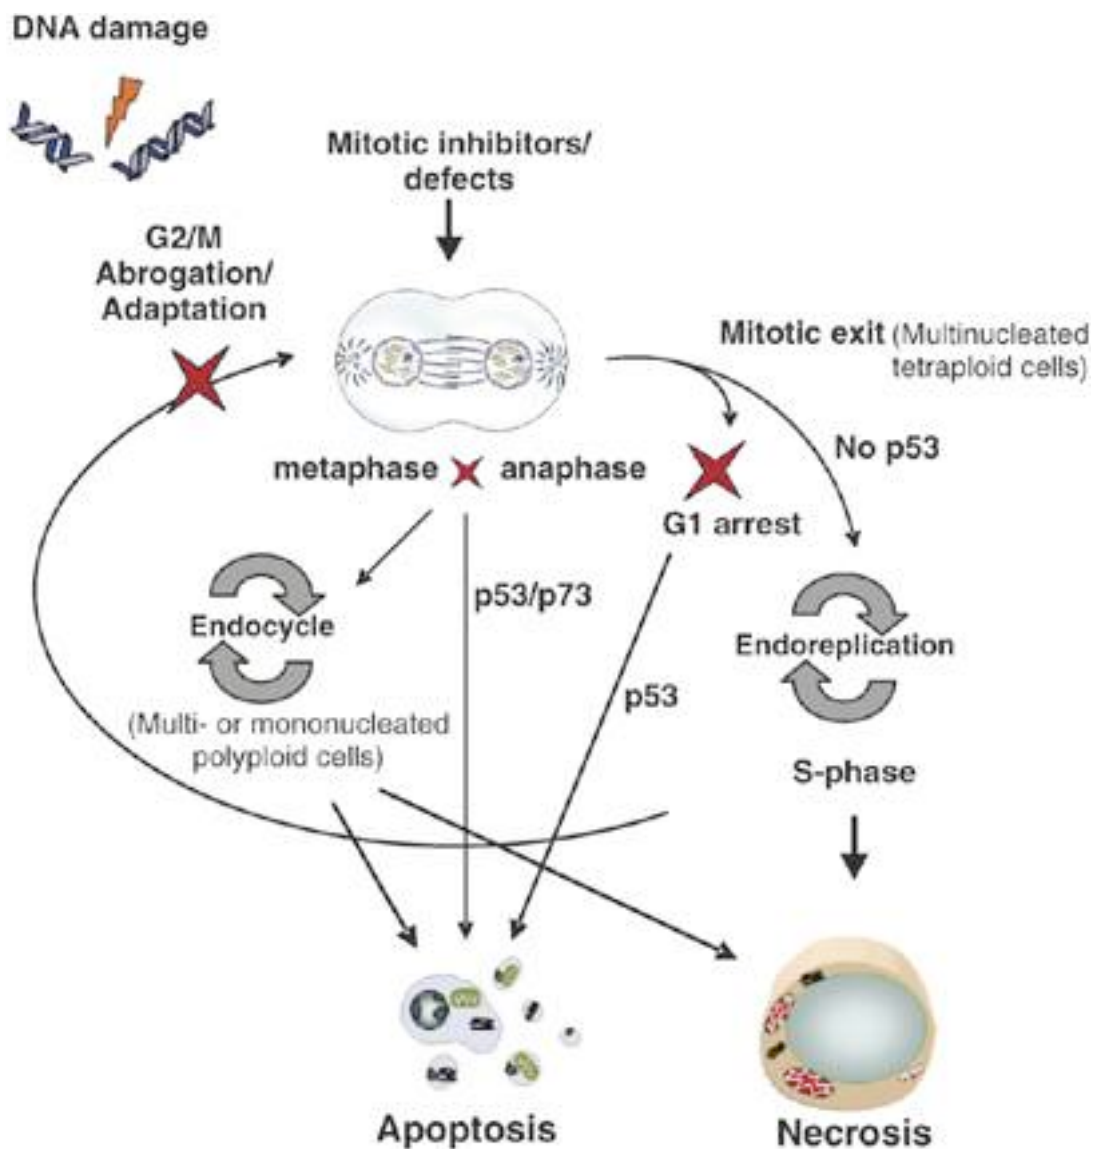 DNA damage
Mitotic inhibitors/
defects
G2/M
Abrogation/
Adaptation
Mitotic exit (Multinucleated
tetraploid cells)
No p53
metaphase anaphase
G1 arrest
p53/p73
Endocycle
Endoreplication
p53
(Multi- or mononucleated
polyploid cells)
S-phase
Apoptosis
Necrosis